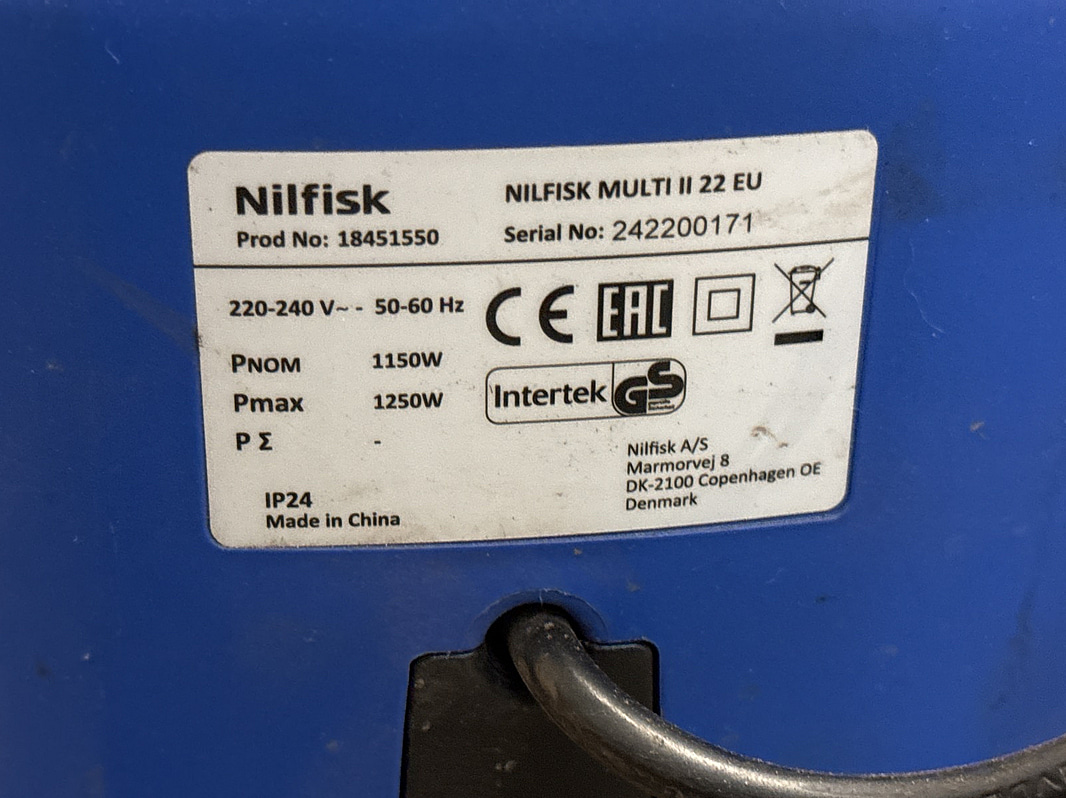 Nilfisk
NILFISK MULTI II 22 EU
Prod No: 18451550
Serial No: 242200171
220-240 V~ - 50-60 Hz
PNOM 1150W
Pmax 1250W
P Σ -
IP24
Made in China
CE EAC
Intertek GS
Nilfisk A/S
Marmorvej 8
DK-2100 Copenhagen OE
Denmark